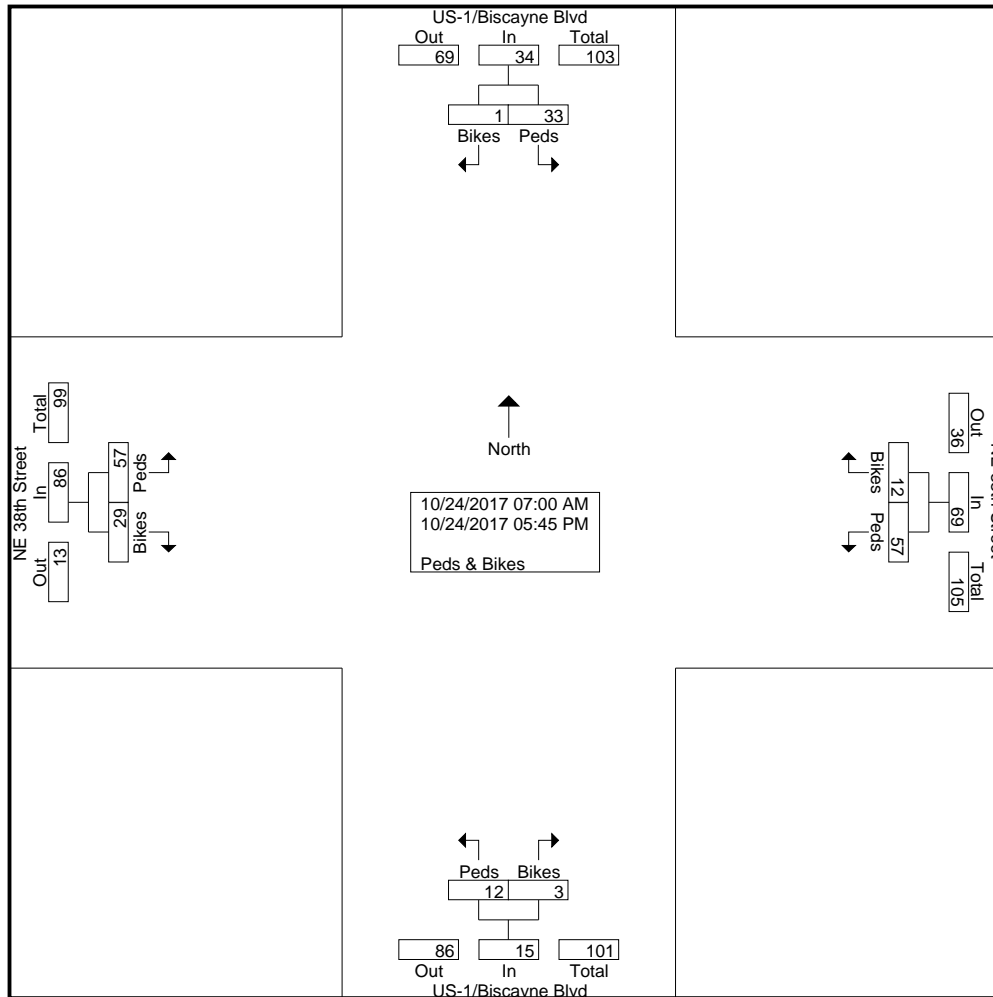 US-1/Biscayne Blvd
Out In Total
69 34 103
1 33
Bikes Peds
North
10/24/2017 07:00 AM
10/24/2017 05:45 PM
Peds & Bikes
NE 38th Street
Total In Out
99 86 13
57 29
Peds Bikes
Out In Total
36 69 105
Bikes Peds
12 57
Peds Bikes
12 3
86 15 101
Out In Total
US-1/Biscayne Blvd